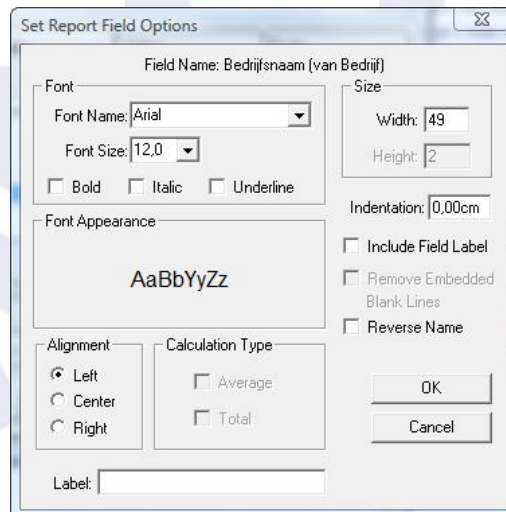 Set Report Field Options
Field Name: Bedrijfsnaam (van Bedrijf)
Font
Font Name: Arial
Font Size: 12,0
Bold Italic Underline
Size
Width: 49
Height: 2
Indentation: 0,00cm
Font Appearance
AaBbYyZz
Include Field Label
Remove Embedded
Blank Lines
Reverse Name
Alignment
Left
Center
Right
Calculation Type
Average
Total
OK
Cancel
Label: